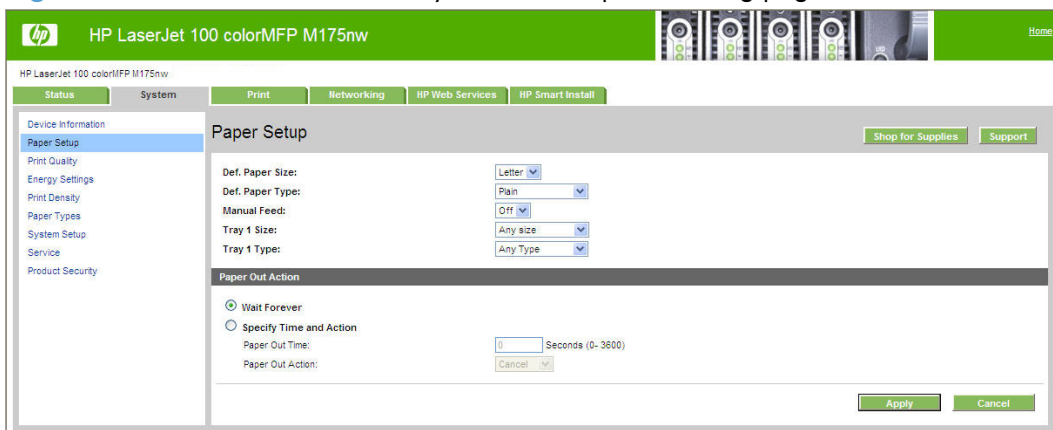 hp HP LaserJet 100 colorMFP M175nw
Home
HP LaserJet 100 colorMFP M175nw
Status System Print Networking HP Web Services HP Smart Install
Device Information
Paper Setup
Print Quality
Energy Settings
Print Density
Paper Types
System Setup
Service
Product Security
Paper Setup
Shop for Supplies Support
Def. Paper Size: Letter
Def. Paper Type: Plain
Manual Feed: Off
Tray 1 Size: Any size
Tray 1 Type: Any Type
Paper Out Action
Wait Forever
Specify Time and Action
Paper Out Time: 0 Seconds (0- 3600)
Paper Out Action: Cancel
Apply Cancel